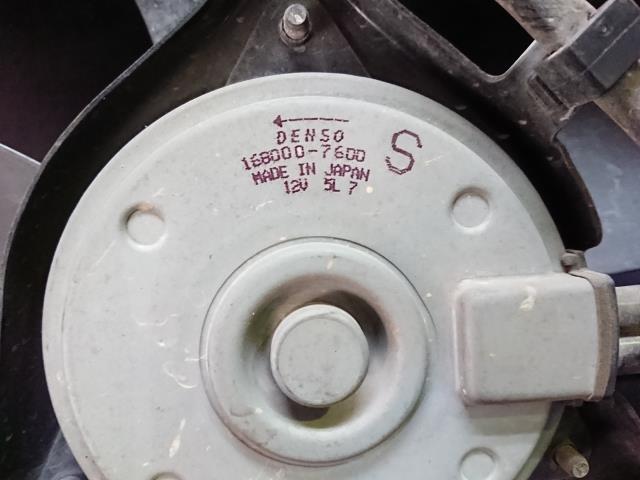 DENSO
168000-7600
S
MADE IN JAPAN
12V 5L 7